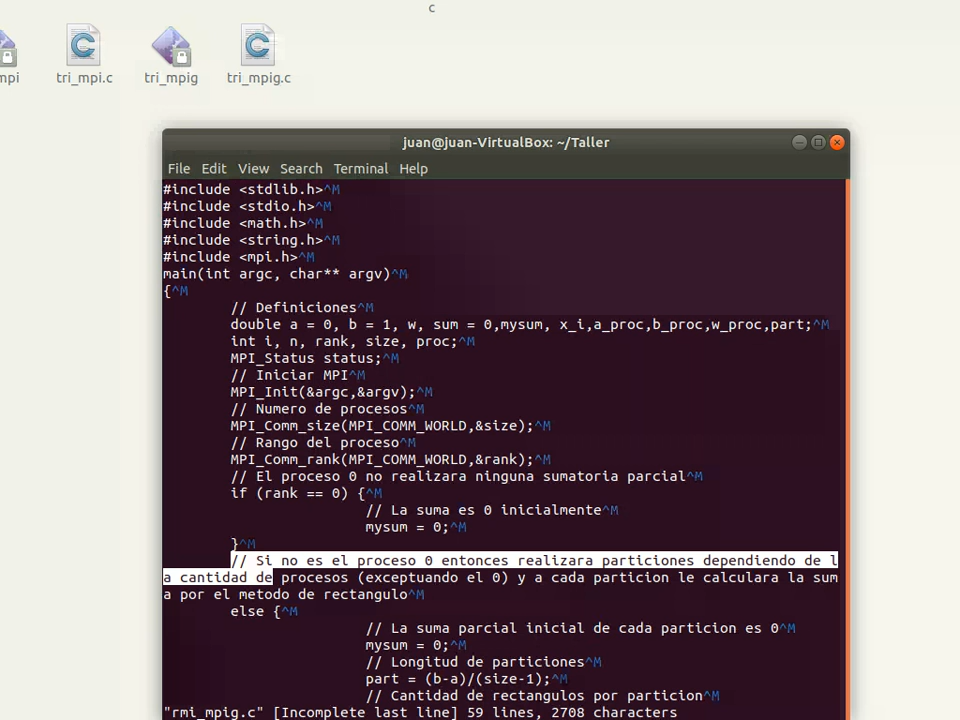 c
mpi
tri_mpi.c
tri_mpig
tri_mpig.c
juan@juan-VirtualBox: ~/Taller
File Edit View Search Terminal Help
#include <stdlib.h>^M
#include <stdio.h>^M
#include <math.h>^M
#include <string.h>^M
#include <mpi.h>^M
main(int argc, char** argv)^M
{^M
// Definiciones^M
double a = 0, b = 1, w, sum = 0,mysum, x_i,a_proc,b_proc,w_proc,part;^M
int i, n, rank, size, proc;^M
MPI_Status status;^M
// Iniciar MPI^M
MPI_Init(&argc,&argv);^M
// Numero de procesos^M
MPI_Comm_size(MPI_COMM_WORLD,&size);^M
// Rango del proceso^M
MPI_Comm_rank(MPI_COMM_WORLD,&rank);^M
// El proceso 0 no realizara ninguna sumatoria parcial^M
if (rank == 0) {^M
// La suma es 0 inicialmente^M
mysum = 0;^M
}^M
// Si no es el proceso 0 entonces realizara particiones dependiendo de l
a cantidad de procesos (exceptuando el 0) y a cada particion le calculara la sum
a por el metodo de rectangulo^M
else {^M
// La suma parcial inicial de cada particion es 0^M
mysum = 0;^M
// Longitud de particiones^M
part = (b-a)/(size-1);^M
// Cantidad de rectangulos por particion^M
"rmi_mpig.c" [Incomplete last line] 59 lines, 2708 characters